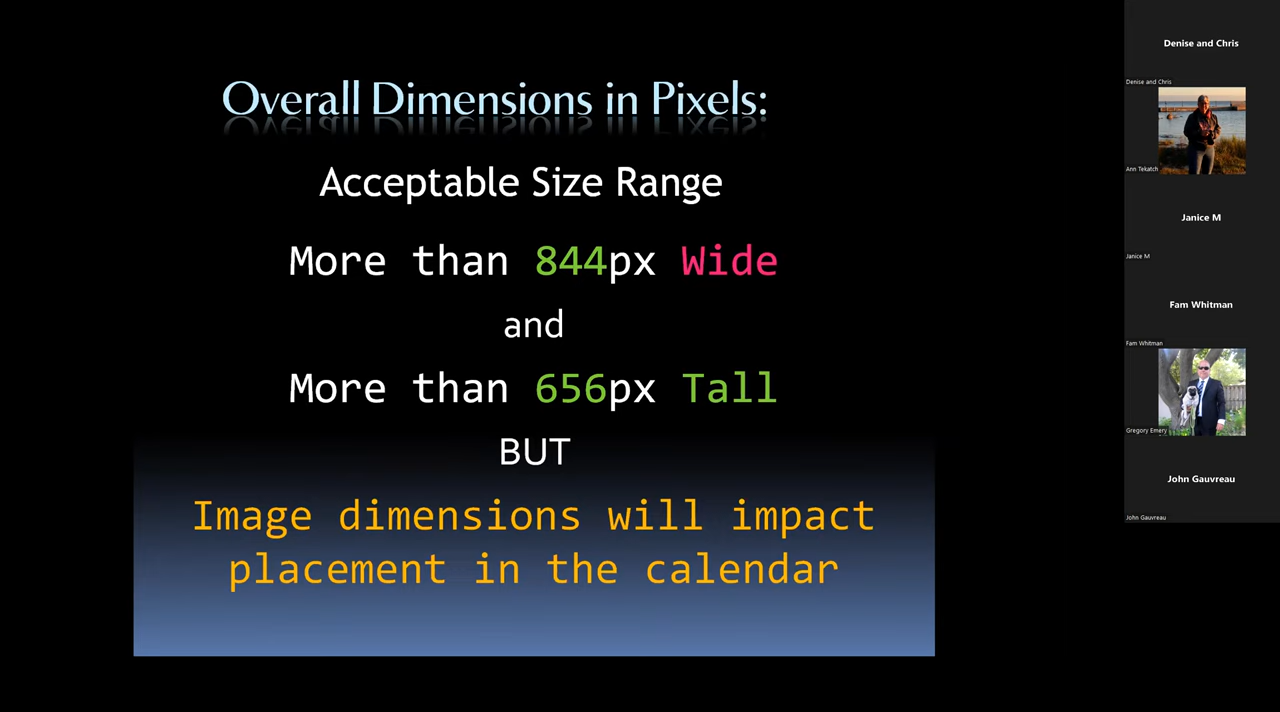 Overall Dimensions in Pixels:
Acceptable Size Range
More than 844px Wide
and
More than 656px Tall
BUT
Image dimensions will impact
placement in the calendar
Denise and Chris
Denise and Chris
Ann Tekatch
Janice M
Janice M
Fam Whitman
Fam Whitman
Gregory Emery
John Gauvreau
John Gauvreau